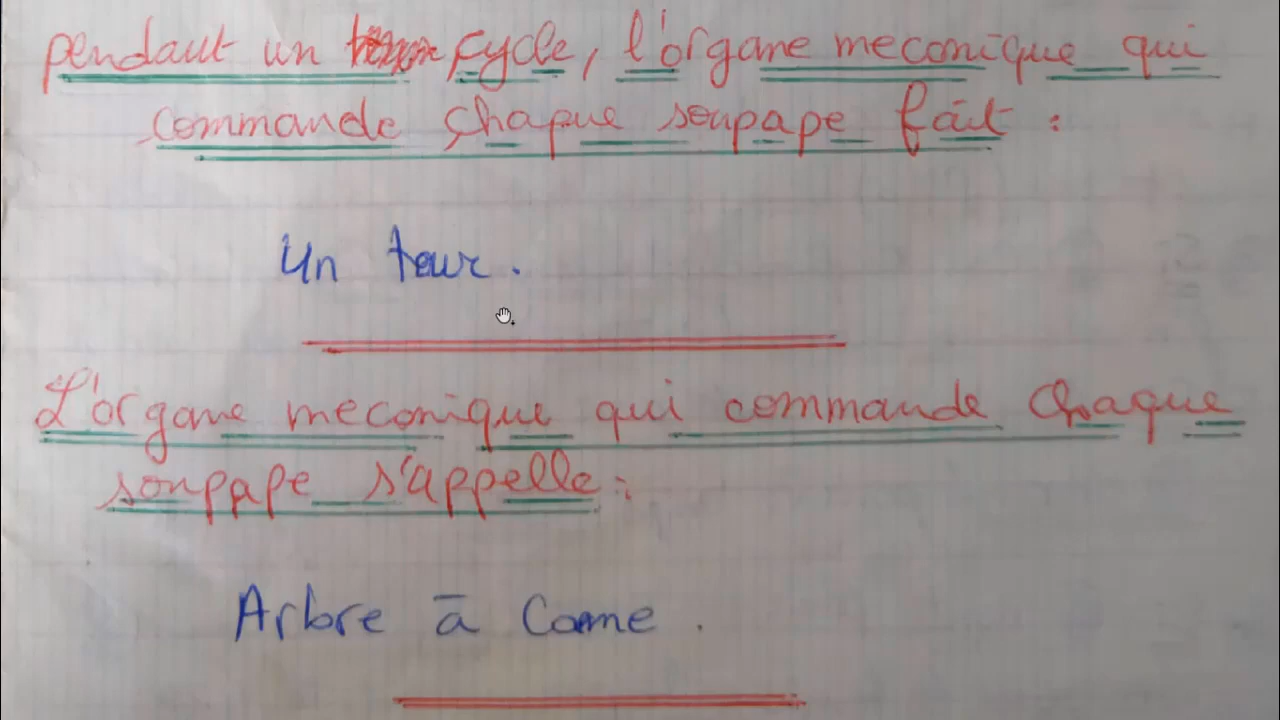 pendant un cycle, l'organe meconique qui
commande chaque soupape fait :
Un tour.
L'organe meconique qui commande chaque
soupape s'appelle :
Arbre à Came.